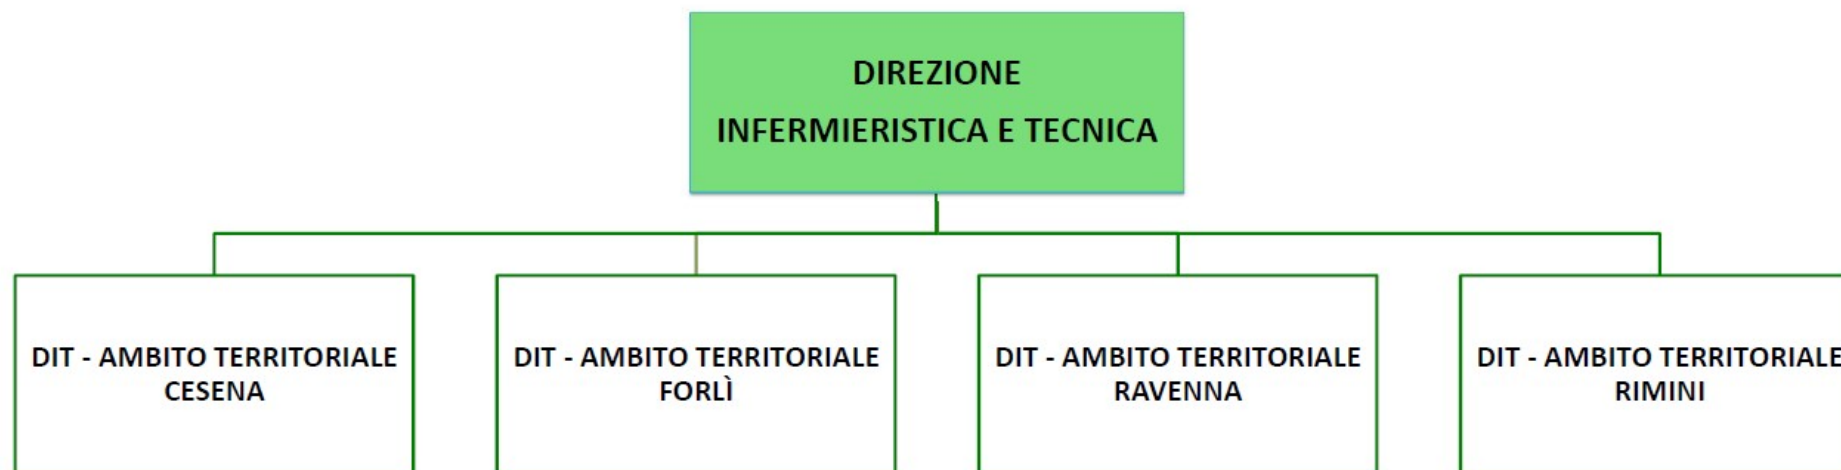 DIREZIONE
INFERMIERISTICA E TECNICA
DIT - AMBITO TERRITORIALE
CESENA
DIT - AMBITO TERRITORIALE
FORLÌ
DIT - AMBITO TERRITORIALE
RAVENNA
DIT - AMBITO TERRITORIALE
RIMINI